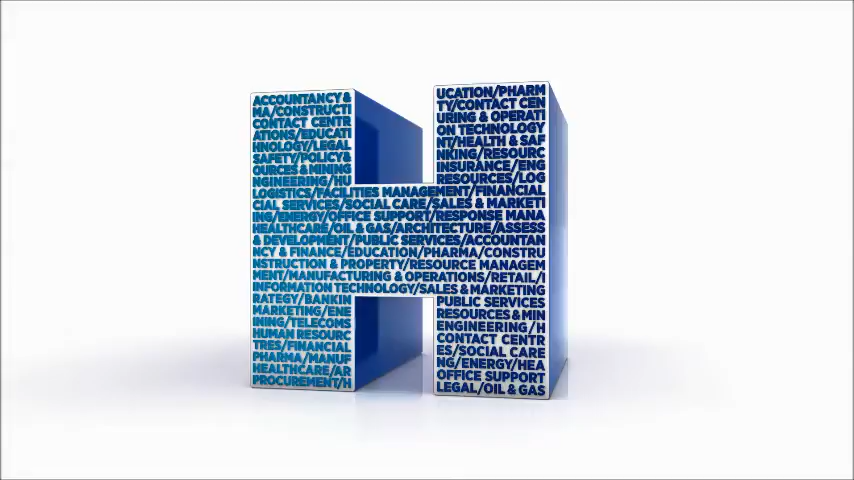 ACCOUNTANCY &
MA/CONSTRUCTI
CONTACT CENTR
ATIONS/EDUCATI
HNOLOGY/LEGAL
SAFETY/POLICY&
OURCES & MINING
NGINEERING/HU
UCATION/PHARM
TY/CONTACT CEN
URING & OPERATI
ON TECHNOLOGY
NT/HEALTH & SAF
NKING/RESOURC
INSURANCE/ENG
RESOURCES/LOG
LOGISTICS/FACILITIES MANAGEMENT/FINANCIAL
CIAL SERVICES/SOCIAL CARE/SALES & MARKETI
ING/ENERGY/OFFICE SUPPORT/RESPONSE MANA
HEALTHCARE/OIL & GAS/ARCHITECTURE/ASSESS
& DEVELOPMENT/PUBLIC SERVICES/ACCOUNTAN
NCY & FINANCE/EDUCATION/PHARMA/CONSTRU
NSTRUCTION & PROPERTY/RESOURCE MANAGEM
MENT/MANUFACTURING & OPERATIONS/RETAIL/I
INFORMATION TECHNOLOGY/SALES & MARKETING
RATEGY/BANKIN
MARKETING/ENE
INING/TELECOMS
HUMAN RESOURC
TRES/FINANCIAL
PHARMA/MANUF
HEALTHCARE/AR
PROCUREMENT/H
PUBLIC SERVICES
RESOURCES & MIN
ENGINEERING/H
CONTACT CENTR
ES/SOCIAL CARE
NG/ENERGY/HEA
OFFICE SUPPORT
LEGAL/OIL & GAS